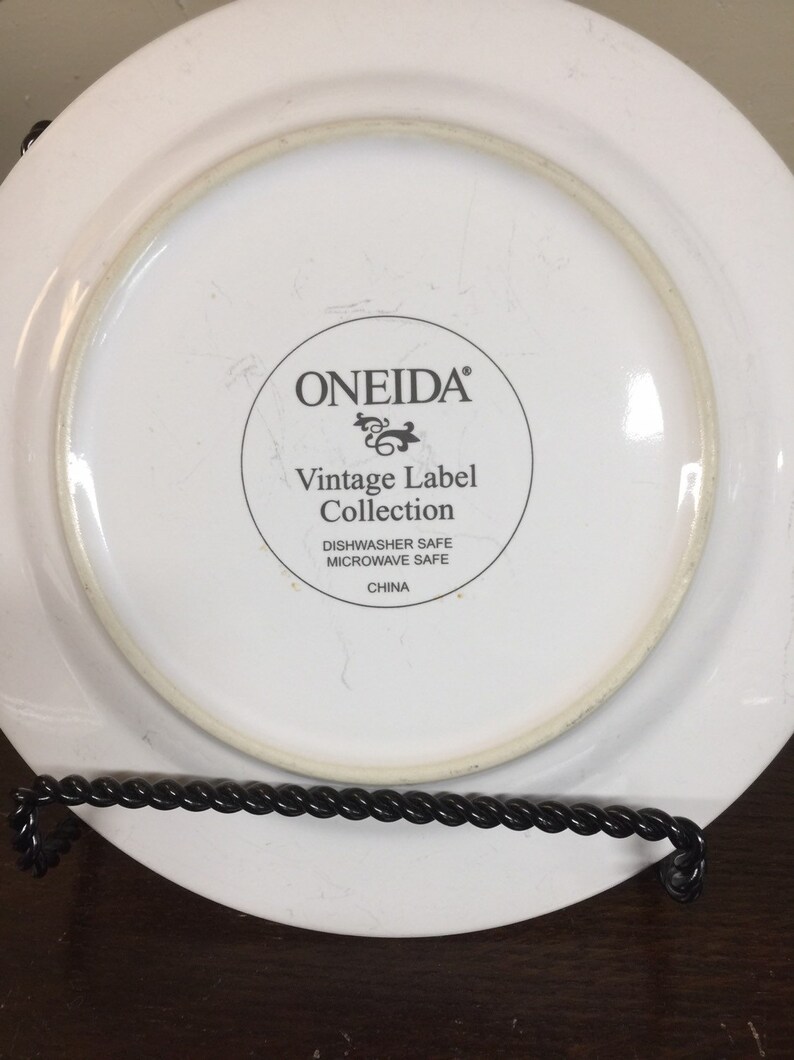 ONEIDA®
Vintage Label
Collection
DISHWASHER SAFE
MICROWAVE SAFE
CHINA